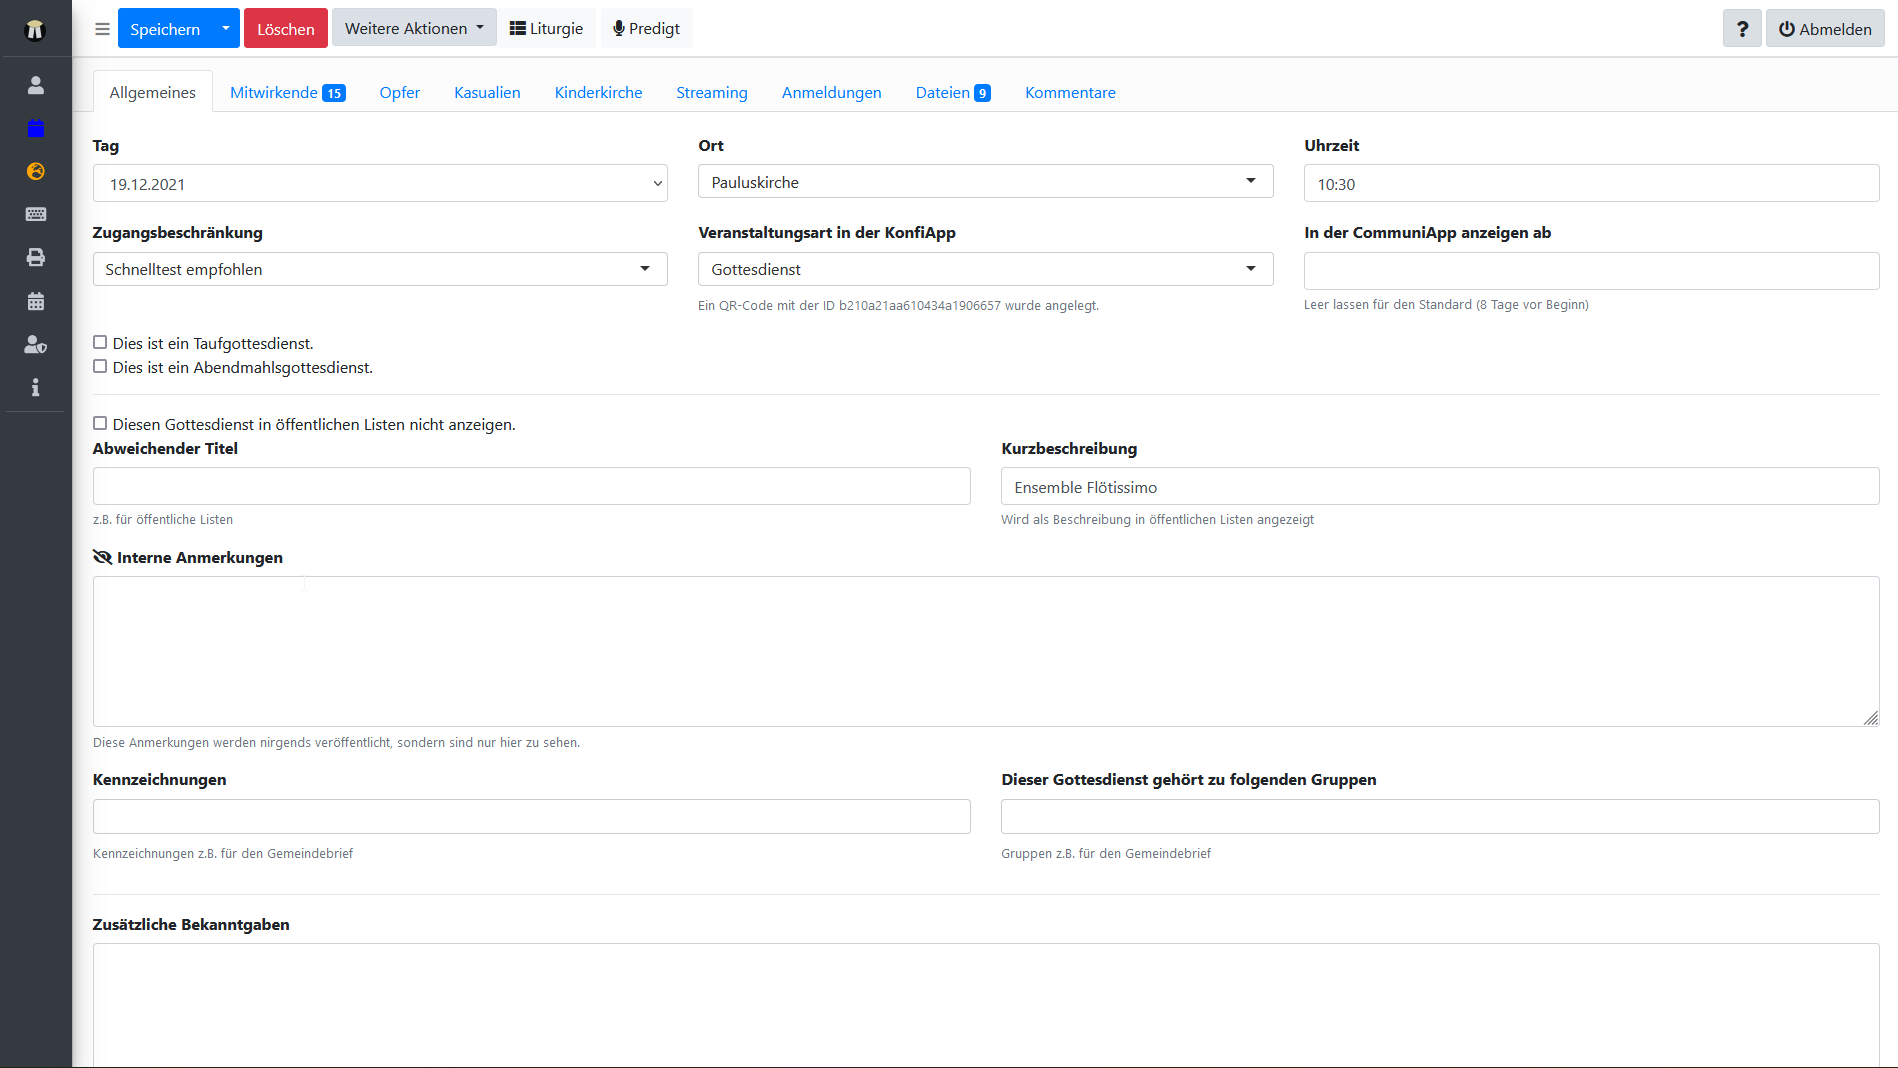 Speichern Löschen Weitere Aktionen Liturgie Predigt ? Abmelden
Allgemeines Mitwirkende 15 Opfer Kasualien Kinderkirche Streaming Anmeldungen Dateien 9 Kommentare
Tag Ort Uhrzeit
19.12.2021 Pauluskirche 10:30
Zugangsbeschränkung Veranstaltungsart in der KonfiApp In der CommuniApp anzeigen ab
Schnelltest empfohlen Gottesdienst
Ein QR-Code mit der ID b210a21aa610434a1906657 wurde angelegt. Leer lassen für den Standard (8 Tage vor Beginn)
Dies ist ein Taufgottesdienst.
Dies ist ein Abendmahlsgottesdienst.
Diesen Gottesdienst in öffentlichen Listen nicht anzeigen.
Abweichender Titel Kurzbeschreibung
Ensemble Flötissimo
z.B. für öffentliche Listen Wird als Beschreibung in öffentlichen Listen angezeigt
Interne Anmerkungen
Diese Anmerkungen werden nirgends veröffentlicht, sondern sind nur hier zu sehen.
Kennzeichnungen Dieser Gottesdienst gehört zu folgenden Gruppen
Kennzeichnungen z.B. für den Gemeindebrief Gruppen z.B. für den Gemeindebrief
Zusätzliche Bekanntgaben